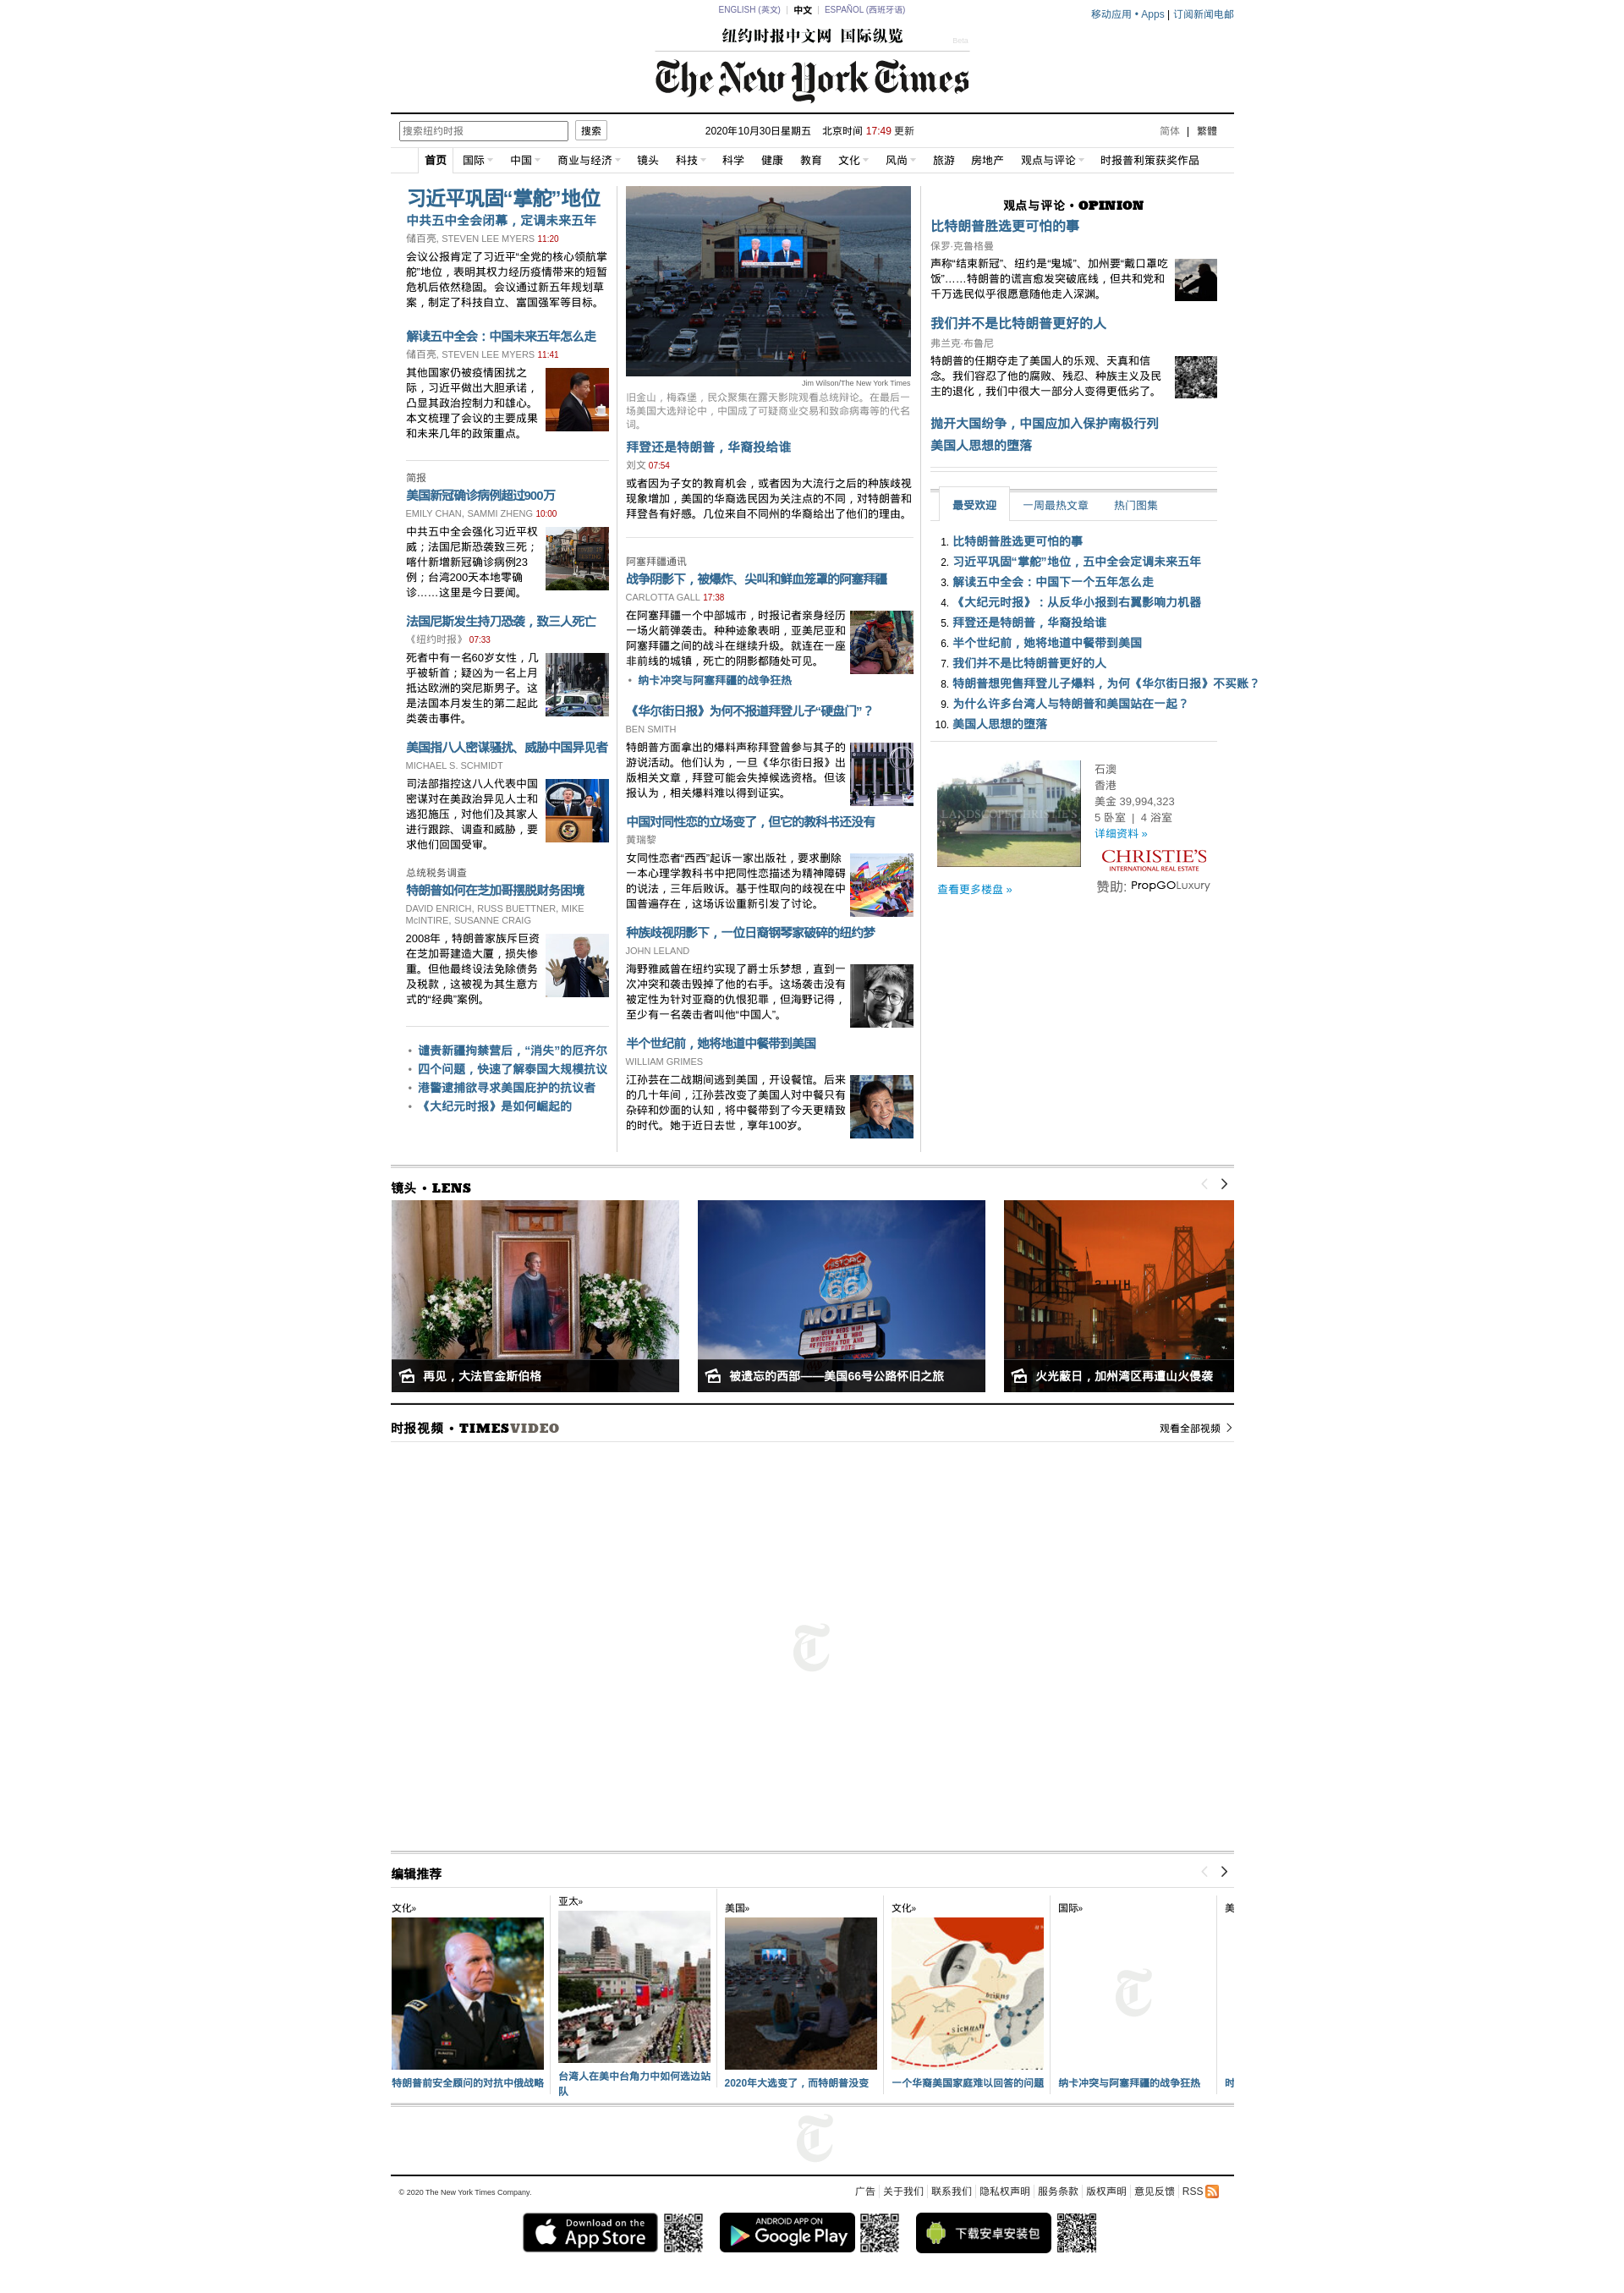 ENGLISH (英文) | 中文 | ESPAÑOL (西班牙语)
移动应用 • Apps | 订阅新闻电邮
纽约时报中文网 国际纵览
Beta
The New York Times
搜索纽约时报 搜索
2020年10月30日星期五 北京时间 17:49 更新
简体 | 繁體
首页 国际 中国 商业与经济 镜头 科技 科学 健康 教育 文化 风尚 旅游 房地产 观点与评论 时报普利策获奖作品
习近平巩固“掌舵”地位
中共五中全会闭幕，定调未来五年
储百亮, STEVEN LEE MYERS 11:20
会议公报肯定了习近平“全党的核心领航掌
舵”地位，表明其权力经历疫情带来的短暂
危机后依然稳固。会议通过新五年规划草
案，制定了科技自立、富国强军等目标。
解读五中全会：中国未来五年怎么走
储百亮, STEVEN LEE MYERS 11:41
其他国家仍被疫情困扰之
际，习近平做出大胆承诺，
凸显其政治控制力和雄心。
本文梳理了会议的主要成果
和未来几年的政策重点。
简报
美国新冠确诊病例超过900万
EMILY CHAN, SAMMI ZHENG 10:00
中共五中全会强化习近平权
威；法国尼斯恐袭致三死；
喀什新增新冠确诊病例23
例；台湾200天本地零确
诊……这里是今日要闻。
法国尼斯发生持刀恐袭，致三人死亡
《纽约时报》 07:33
死者中有一名60岁女性，几
乎被斩首；疑凶为一名上月
抵达欧洲的突尼斯男子。这
是法国本月发生的第二起此
类袭击事件。
美国指八人密谋骚扰、威胁中国异见者
MICHAEL S. SCHMIDT
司法部指控这八人代表中国
密谋对在美政治异见人士和
逃犯施压，对他们及其家人
进行跟踪、调查和威胁，要
求他们回国受审。
总统税务调查
特朗普如何在芝加哥摆脱财务困境
DAVID ENRICH, RUSS BUETTNER, MIKE
McINTIRE, SUSANNE CRAIG
2008年，特朗普家族斥巨资
在芝加哥建造大厦，损失惨
重。但他最终设法免除债务
及税款，这被视为其生意方
式的“经典”案例。
• 谴责新疆拘禁营后，“消失”的厄齐尔
• 四个问题，快速了解泰国大规模抗议
• 港警逮捕欲寻求美国庇护的抗议者
• 《大纪元时报》是如何崛起的
Jim Wilson/The New York Times
旧金山，梅森堡，民众聚集在露天影院观看总统辩论。在最后一
场美国大选辩论中，中国成了可疑商业交易和致命病毒等的代名
词。
拜登还是特朗普，华裔投给谁
刘文 07:54
或者因为子女的教育机会，或者因为大流行之后的种族歧视
现象增加，美国的华裔选民因为关注点的不同，对特朗普和
拜登各有好感。几位来自不同州的华裔给出了他们的理由。
阿塞拜疆通讯
战争阴影下，被爆炸、尖叫和鲜血笼罩的阿塞拜疆
CARLOTTA GALL 17:38
在阿塞拜疆一个中部城市，时报记者亲身经历
一场火箭弹袭击。种种迹象表明，亚美尼亚和
阿塞拜疆之间的战斗在继续升级。就连在一座
非前线的城镇，死亡的阴影都随处可见。
• 纳卡冲突与阿塞拜疆的战争狂热
《华尔街日报》为何不报道拜登儿子“硬盘门”？
BEN SMITH
特朗普方面拿出的爆料声称拜登曾参与其子的
游说活动。他们认为，一旦《华尔街日报》出
版相关文章，拜登可能会失掉候选资格。但该
报认为，相关爆料难以得到证实。
中国对同性恋的立场变了，但它的教科书还没有
黄瑞黎
女同性恋者“西西”起诉一家出版社，要求删除
一本心理学教科书中把同性恋描述为精神障碍
的说法，三年后败诉。基于性取向的歧视在中
国普遍存在，这场诉讼重新引发了讨论。
种族歧视阴影下，一位日裔钢琴家破碎的纽约梦
JOHN LELAND
海野雅威曾在纽约实现了爵士乐梦想，直到一
次冲突和袭击毁掉了他的右手。这场袭击没有
被定性为针对亚裔的仇恨犯罪，但海野记得，
至少有一名袭击者叫他“中国人”。
半个世纪前，她将地道中餐带到美国
WILLIAM GRIMES
江孙芸在二战期间逃到美国，开设餐馆。后来
的几十年间，江孙芸改变了美国人对中餐只有
杂碎和炒面的认知，将中餐带到了今天更精致
的时代。她于近日去世，享年100岁。
观点与评论 • OPINION
比特朗普胜选更可怕的事
保罗·克鲁格曼
声称“结束新冠”、纽约是“鬼城”、加州要“戴口罩吃
饭”……特朗普的谎言愈发突破底线，但共和党和
千万选民似乎很愿意随他走入深渊。
我们并不是比特朗普更好的人
弗兰克·布鲁尼
特朗普的任期夺走了美国人的乐观、天真和信
念。我们容忍了他的腐败、残忍、种族主义及民
主的退化，我们中很大一部分人变得更低劣了。
抛开大国纷争，中国应加入保护南极行列
美国人思想的堕落
最受欢迎 一周最热文章 热门图集
1. 比特朗普胜选更可怕的事
2. 习近平巩固“掌舵”地位，五中全会定调未来五年
3. 解读五中全会：中国下一个五年怎么走
4. 《大纪元时报》：从反华小报到右翼影响力机器
5. 拜登还是特朗普，华裔投给谁
6. 半个世纪前，她将地道中餐带到美国
7. 我们并不是比特朗普更好的人
8. 特朗普想兜售拜登儿子爆料，为何《华尔街日报》不买账？
9. 为什么许多台湾人与特朗普和美国站在一起？
10. 美国人思想的堕落
LANDSCOPE CHRISTIE'S
石澳
香港
美金 39,994,323
5 卧室 | 4 浴室
详细资料 »
CHRISTIE'S
INTERNATIONAL REAL ESTATE
查看更多楼盘 »
赞助: PropGOLuxury
镜头 • LENS
HISTORIC
ROUTE
66
MOTEL
再见，大法官金斯伯格
被遗忘的西部——美国66号公路怀旧之旅
火光蔽日，加州湾区再遭山火侵袭
时报视频 • TIMESVIDEO
观看全部视频
编辑推荐
文化»
亚太»
美国»
文化»
国际»
美
特朗普前安全顾问的对抗中俄战略
台湾人在美中台角力中如何选边站
队
2020年大选变了，而特朗普没变
一个华裔美国家庭难以回答的问题
纳卡冲突与阿塞拜疆的战争狂热
时
© 2020 The New York Times Company.
广告 关于我们 联系我们 隐私权声明 服务条款 版权声明 意见反馈 RSS
Download on the
App Store
ANDROID APP ON
Google Play
下载安卓安装包